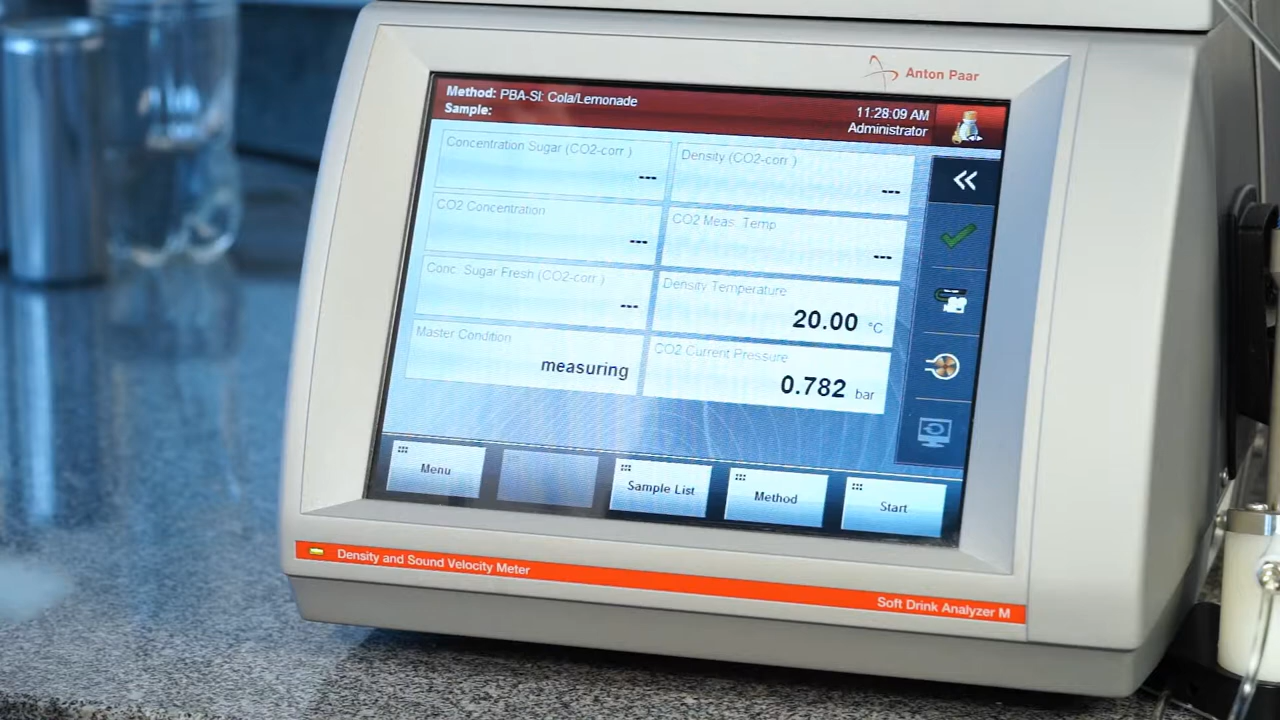 Anton Paar
Method: PBA-SI: Cola/Lemonade
Sample:
11:28:09 AM
Administrator
Concentration Sugar (CO2-corr.)
---
Density (CO2-corr.)
---
CO2 Concentration
---
CO2 Meas. Temp
---
Conc. Sugar Fresh (CO2-corr.)
---
Density Temperature
20.00 °C
Master Condition
measuring
CO2 Current Pressure
0.782 bar
Menu
Sample List
Method
Start
Density and Sound Velocity Meter
Soft Drink Analyzer M